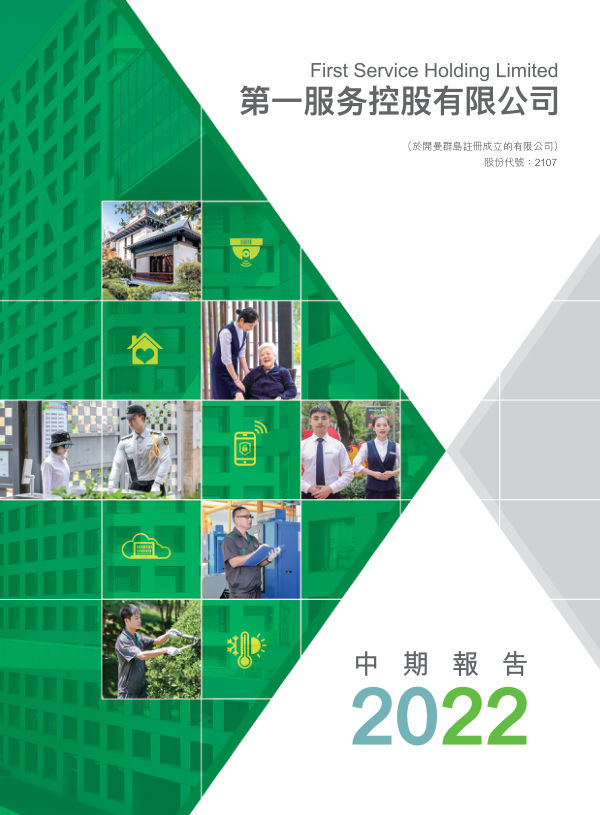 First Service Holding Limited
第一服务控股有限公司
（於開曼群島註冊成立的有限公司）
股份代號：2107
中期報告
2022